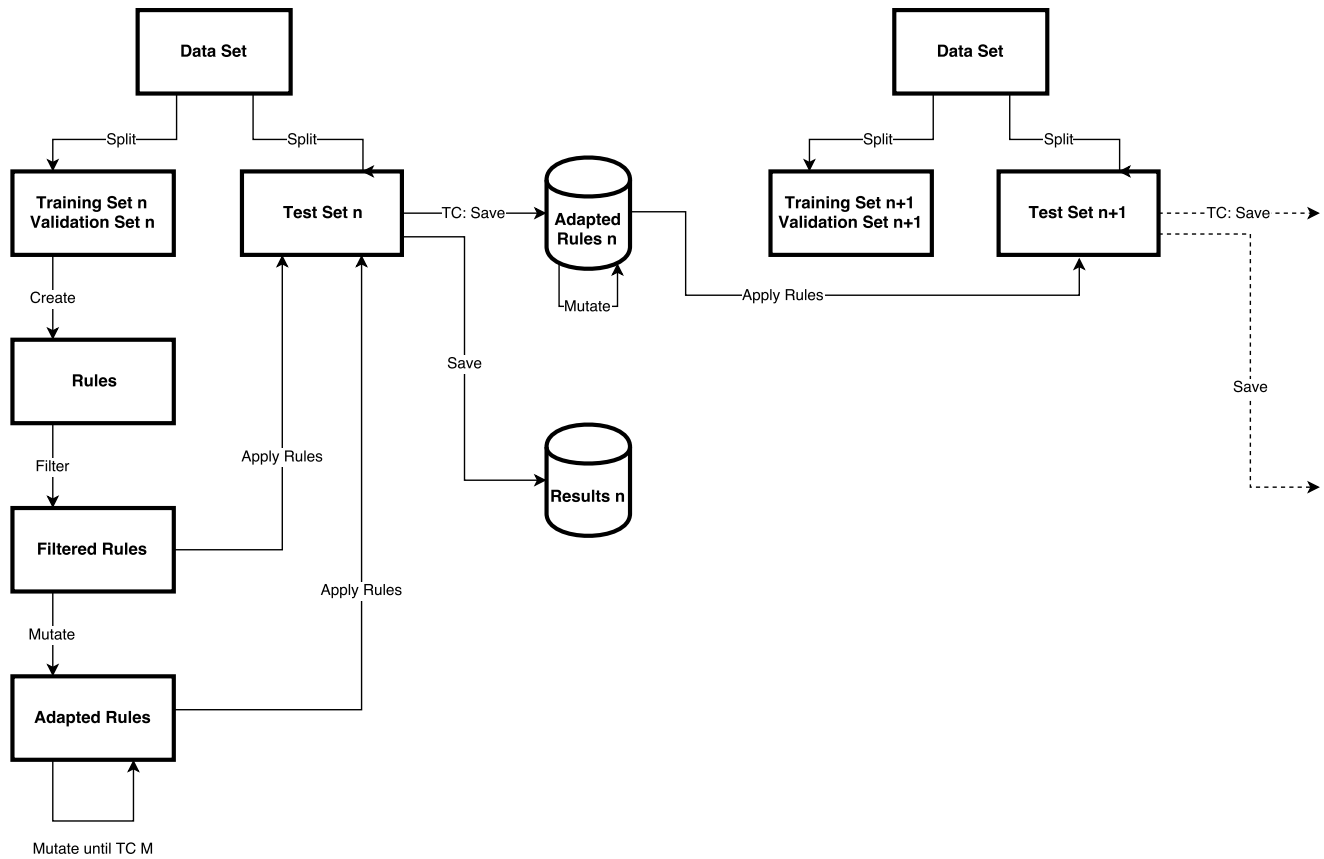 Data Set
Data Set
Split
Split
Split
Split
Training Set n
Validation Set n
Test Set n
TC: Save
Adapted
Rules n
Training Set n+1
Validation Set n+1
Test Set n+1
TC: Save
Create
Mutate
Apply Rules
Rules
Save
Save
Filter
Apply Rules
Results n
Filtered Rules
Apply Rules
Mutate
Adapted Rules
Mutate until TC M